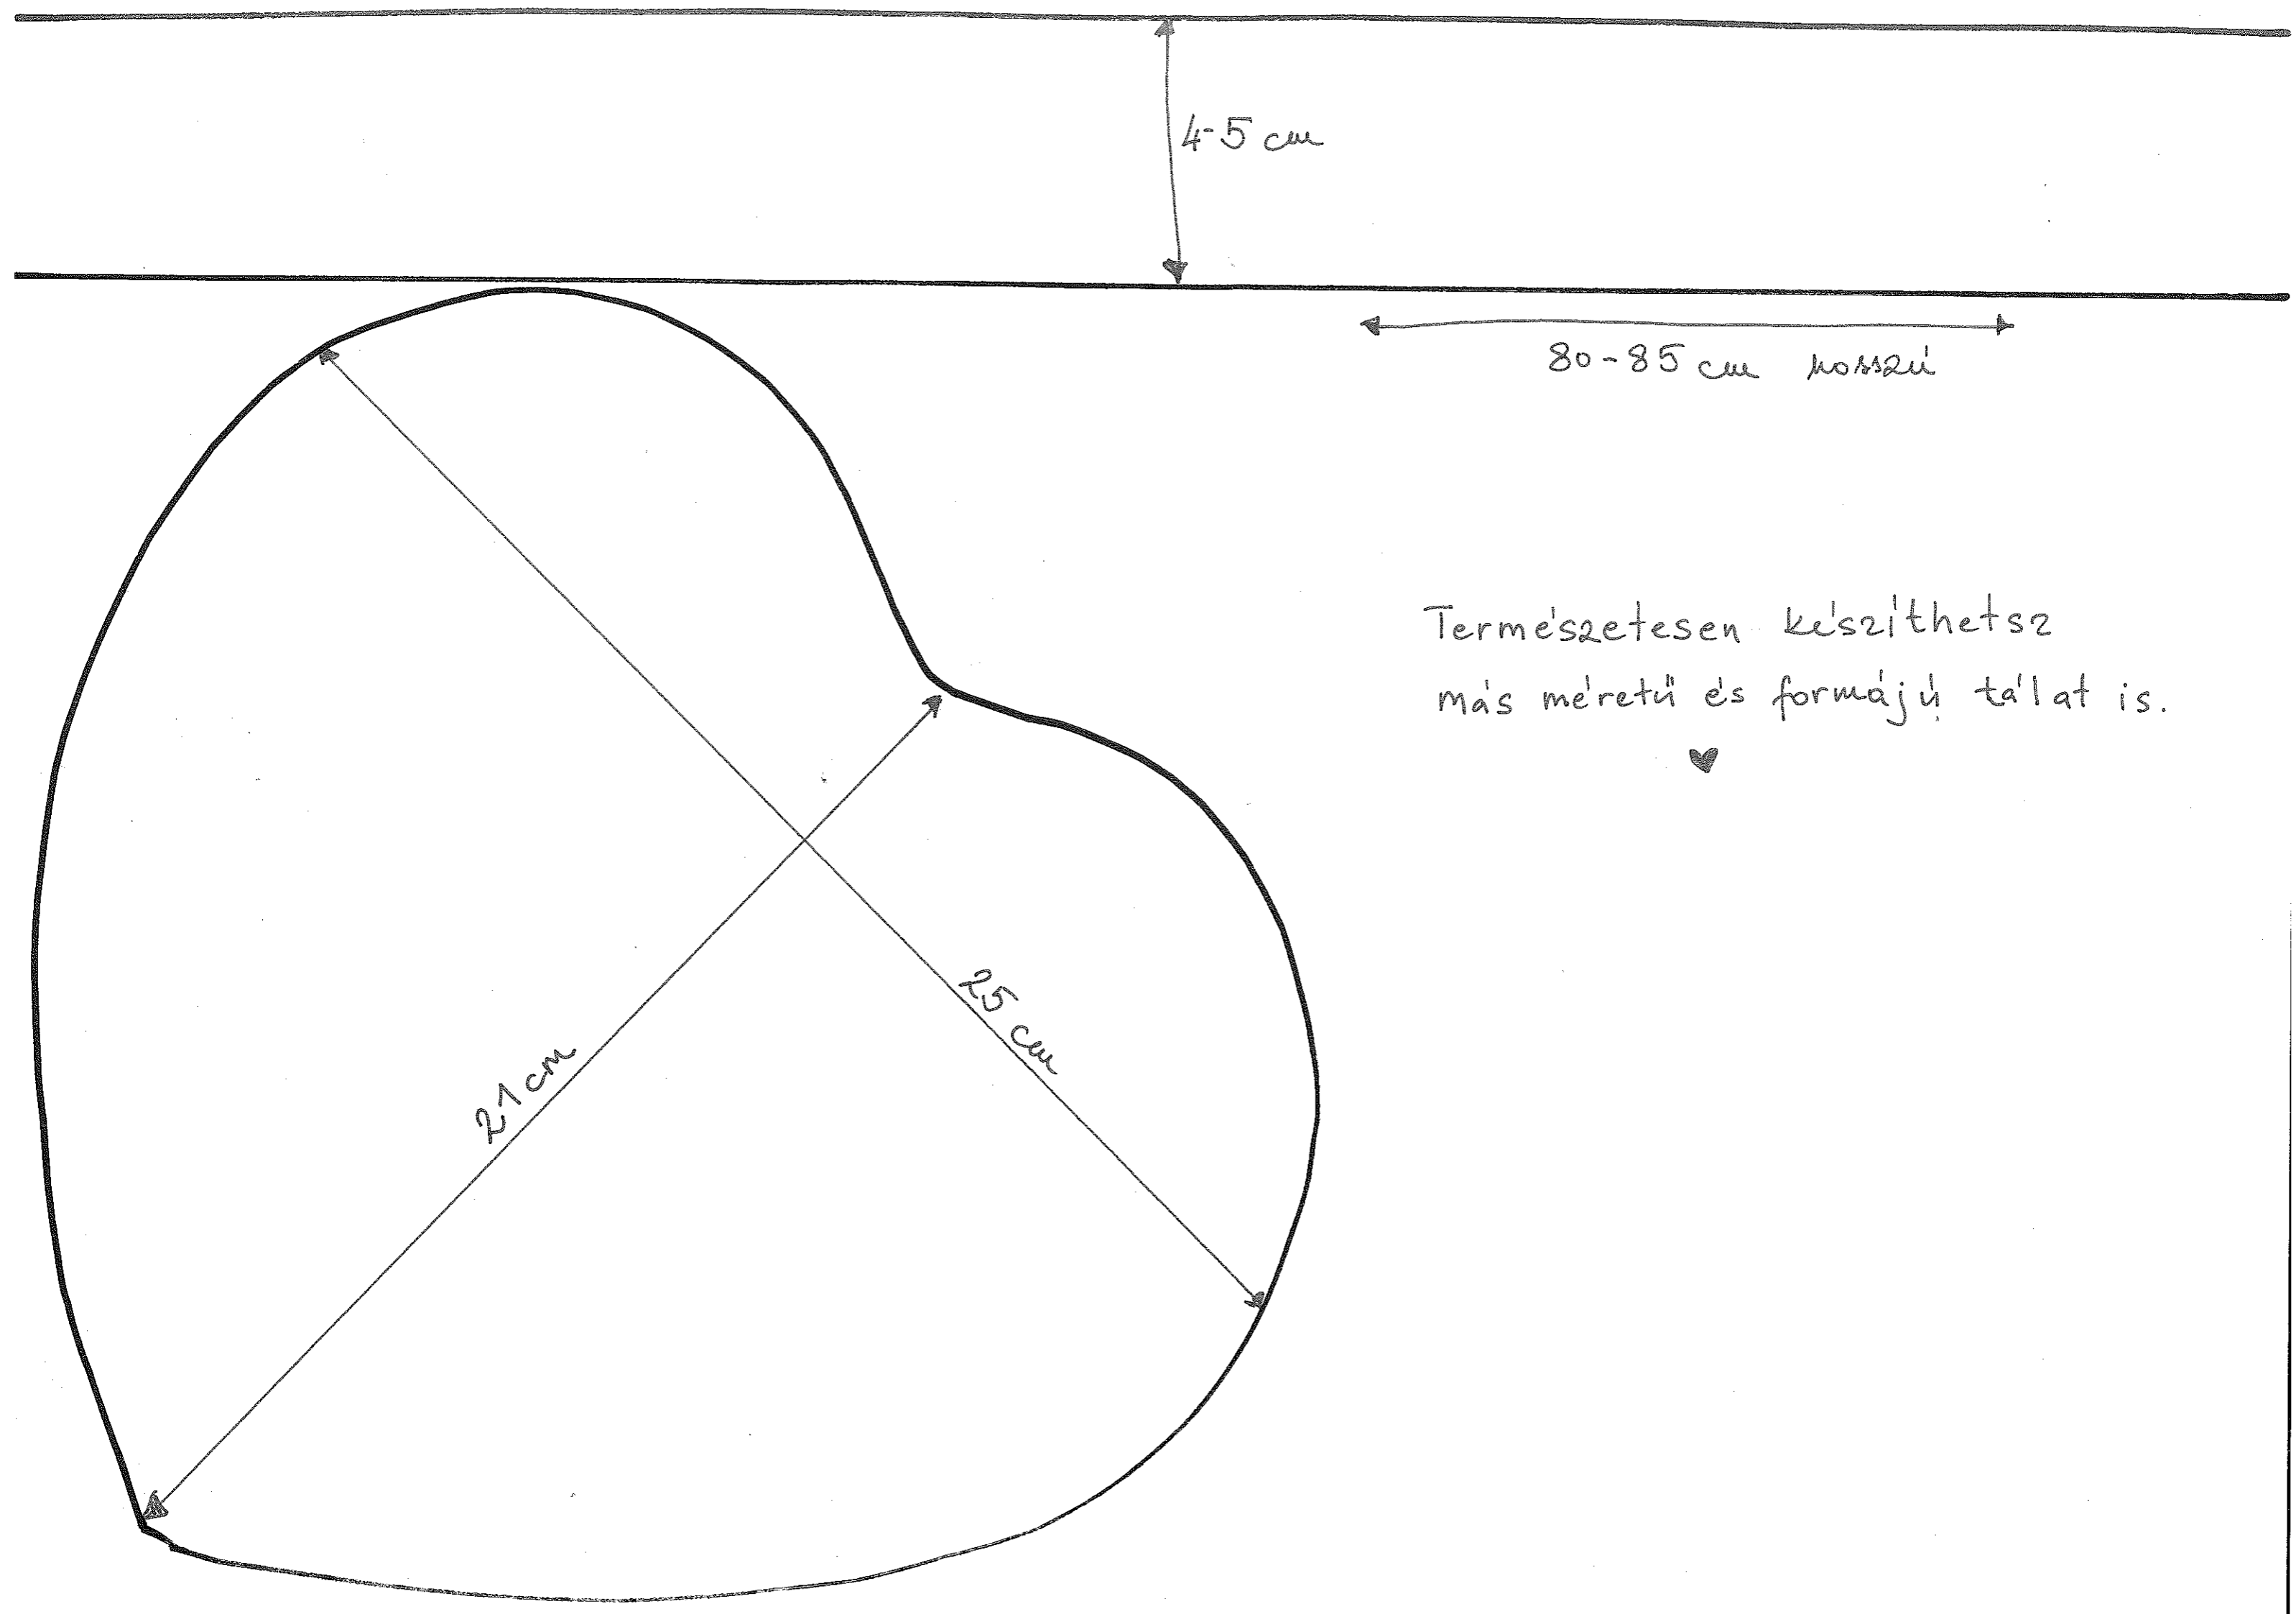 4-5 cm
80-85 cm hosszú
Természetesen készíthetsz
más méretű és formájú tálat is.
25 cm
21 cm